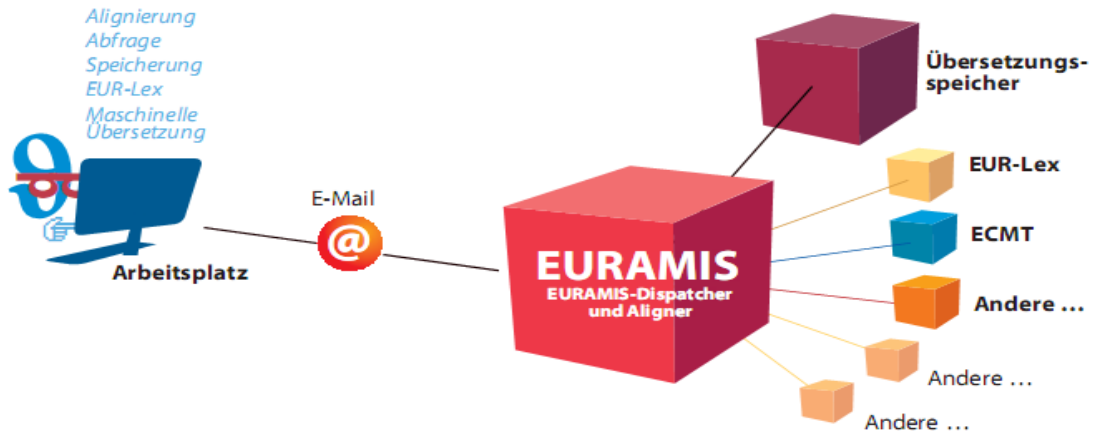 Alignierung
Abfrage
Speicherung
EUR-Lex
Maschinelle
Übersetzung
Arbeitsplatz
E-Mail
@
EURAMIS
EURAMIS-Dispatcher
und Aligner
Übersetzungs-
speicher
EUR-Lex
ECMT
Andere ...
Andere ...
Andere ...